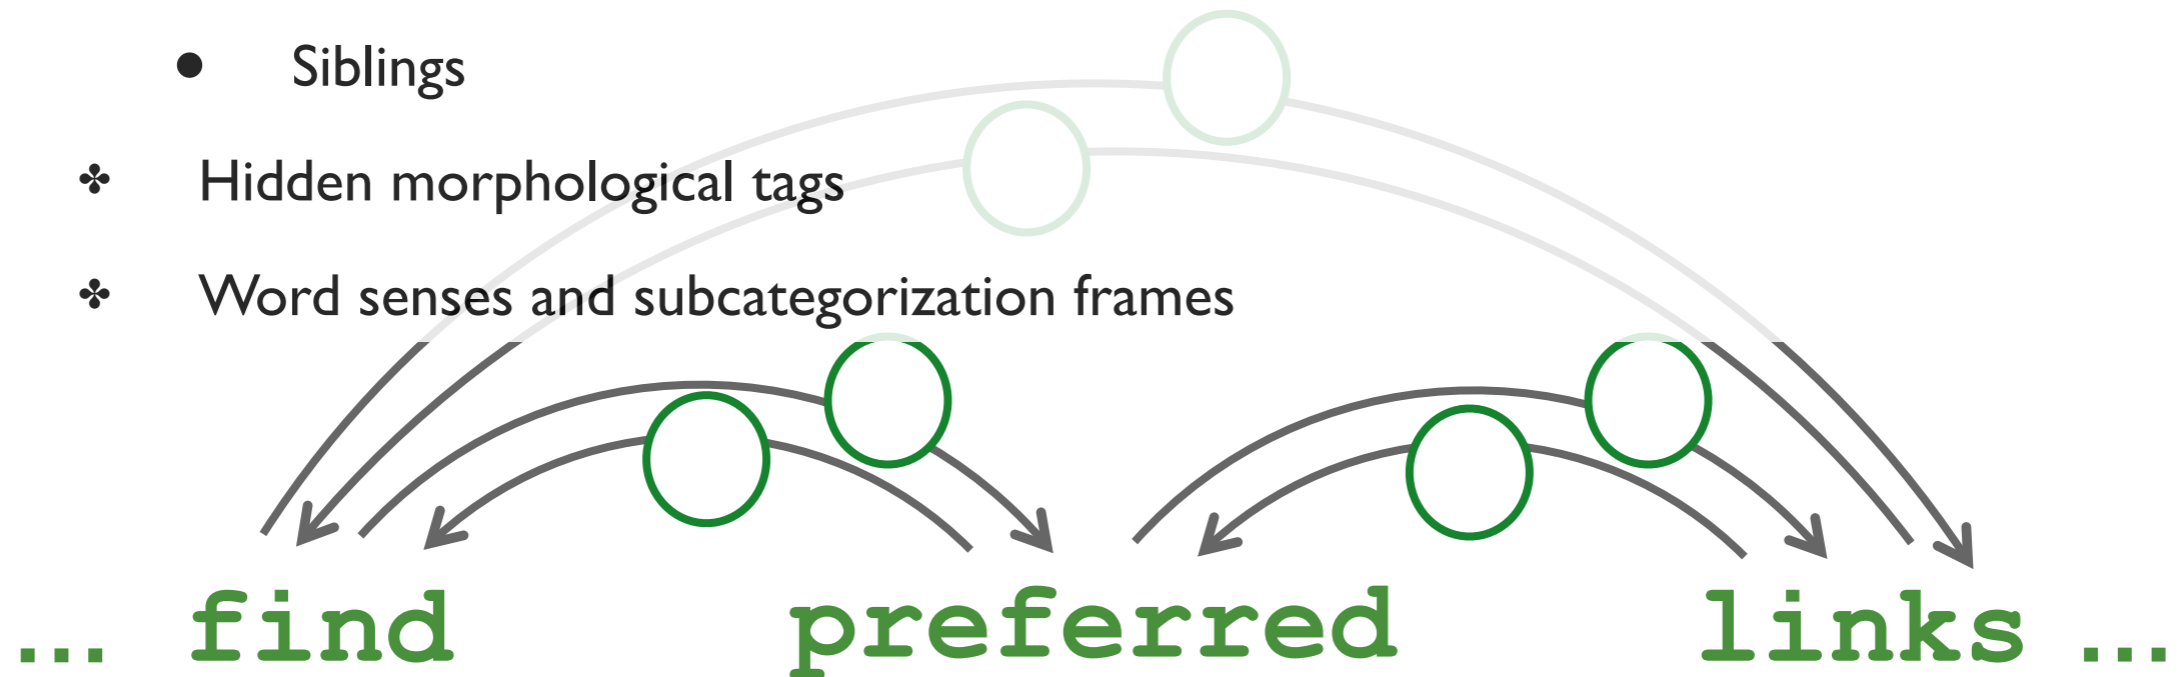 ● Siblings
✤ Hidden morphological tags
✤ Word senses and subcategorization frames
… find preferred links …